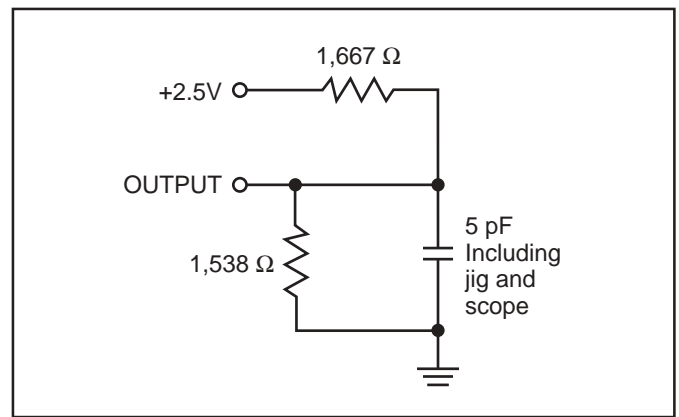 1,667 Ω
+2.5V
OUTPUT
1,538 Ω
5 pF
Including
jig and
scope